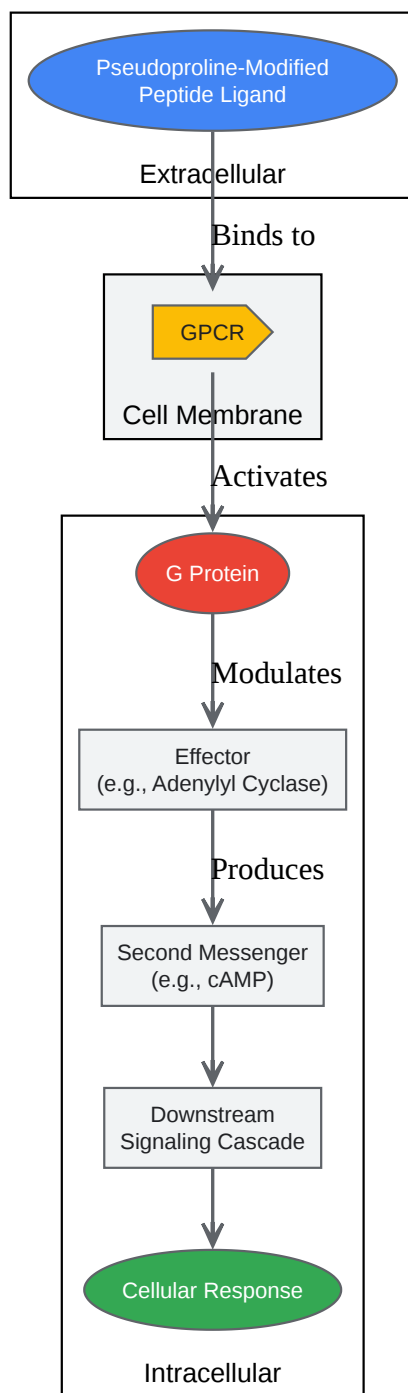 Pseudoproline-Modified
Peptide Ligand
Extracellular
Binds to
GPCR
Cell Membrane
Activates
G Protein
Modulates
Effector
(e.g., Adenylyl Cyclase)
Produces
Second Messenger
(e.g., cAMP)
Downstream
Signaling Cascade
Cellular Response
Intracellular